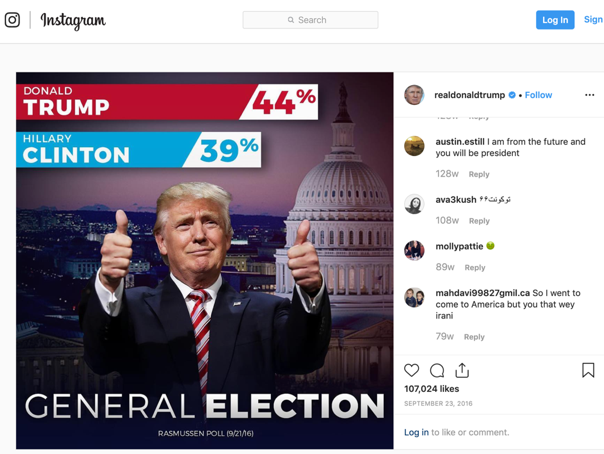 Instagram
Search
Log In
Sign
DONALD
TRUMP
44%
HILLARY
CLINTON
39%
GENERAL ELECTION
RASMUSSEN POLL (9/21/16)
realdonaldtrump • Follow
austin.estill I am from the future and
you will be president
128w Reply
ava3kush توکونت۶۶
108w Reply
mollypattie
89w Reply
mahdavi99827gmil.ca So I went to
come to America but you that wey
irani
79w Reply
107,024 likes
SEPTEMBER 23, 2016
Log in to like or comment.